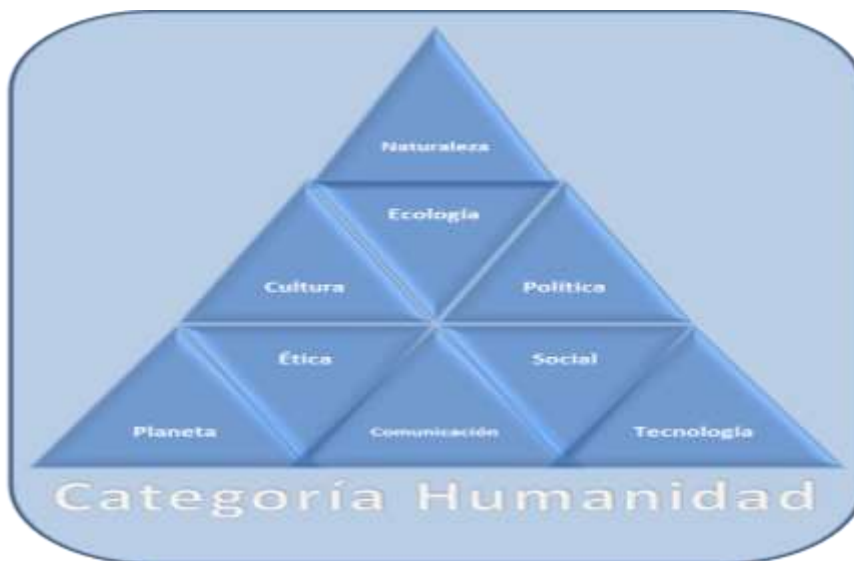 Naturaleza
Ecología
Cultura
Política
Ética
Social
Planeta
Comunicación
Tecnología
Categoría Humanidad